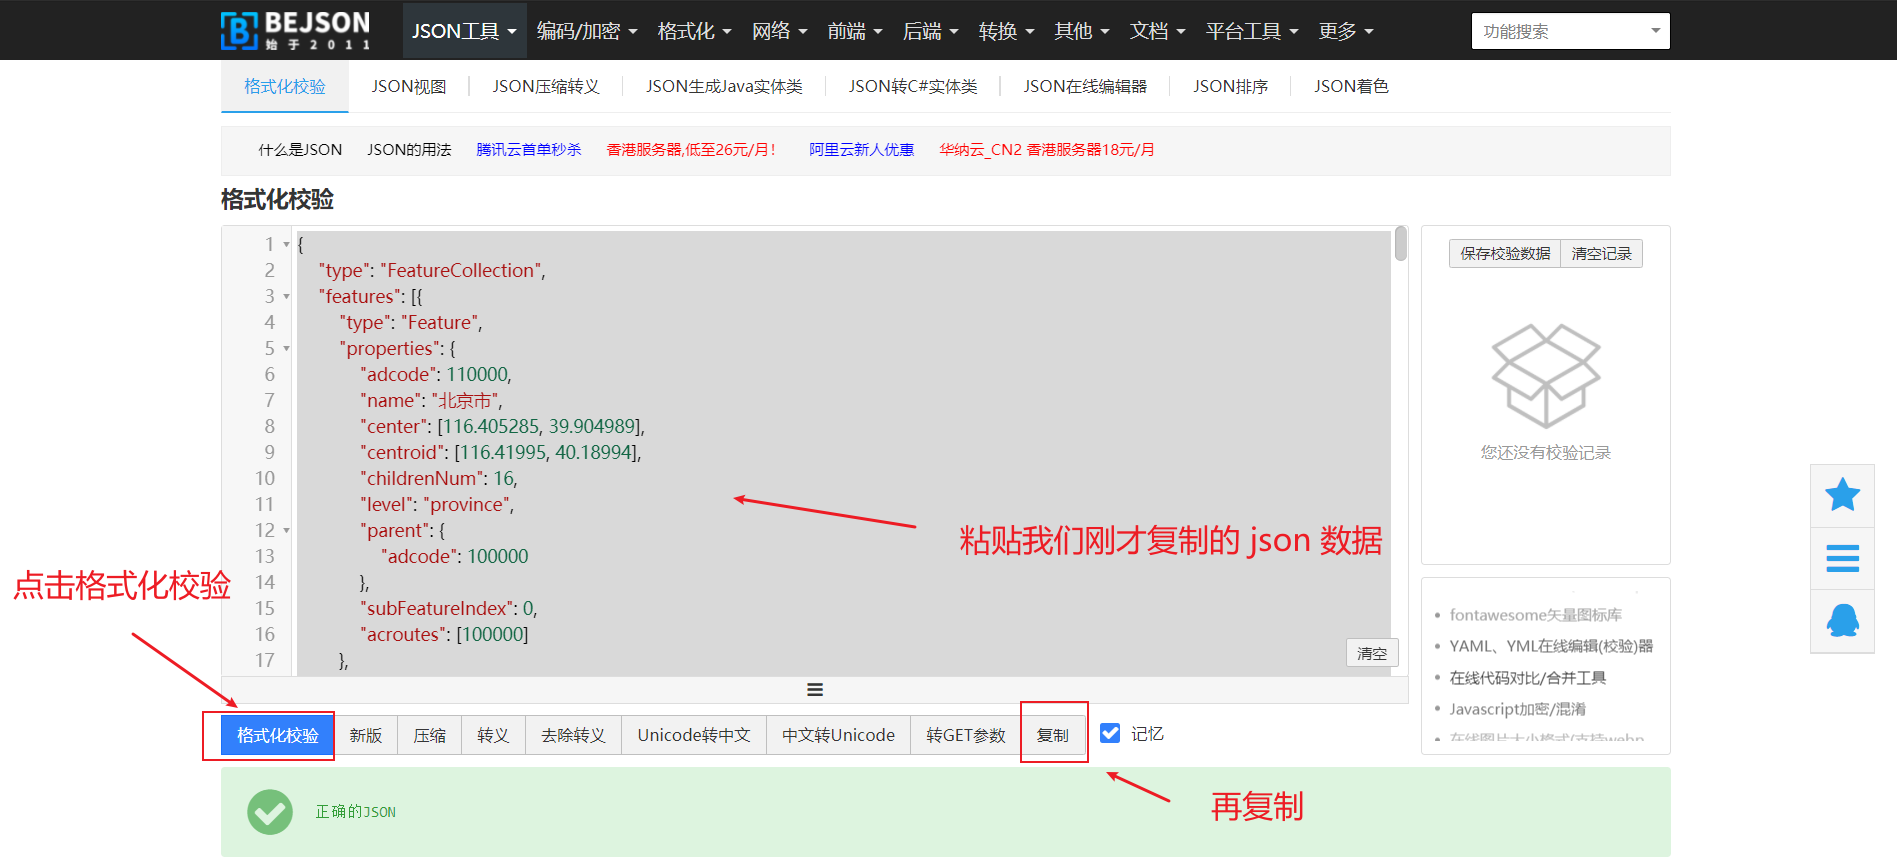 BEJSON
始于2011
JSON工具 编码/加密 格式化 网络 前端 后端 转换 其他 文档 平台工具 更多 功能搜索
格式化校验 JSON视图 JSON压缩转义 JSON生成Java实体类 JSON转C#实体类 JSON在线编辑器 JSON排序 JSON着色
什么是JSON JSON的用法 腾讯云首单秒杀 香港服务器,低至26元/月! 阿里云新人优惠 华纳云_CN2 香港服务器18元/月
格式化校验
1 {
2 "type": "FeatureCollection",
3 "features": [{
4 "type": "Feature",
5 "properties": {
6 "adcode": 110000,
7 "name": "北京市",
8 "center": [116.405285, 39.904989],
9 "centroid": [116.41995, 40.18994],
10 "childrenNum": 16,
11 "level": "province",
12 "parent": {
13 "adcode": 100000
14 },
15 "subFeatureIndex": 0,
16 "acroutes": [100000]
17 },
清空
粘贴我们刚才复制的 json 数据
点击格式化校验
保存校验数据 清空记录
您还没有校验记录
fontawesome矢量图标库
YAML、YML在线编辑(校验)器
在线代码对比/合并工具
Javascript加密/混淆
在线图片大小格式(支持webp
格式化校验 新版 压缩 转义 去除转义 Unicode转中文 中文转Unicode 转GET参数 复制 记忆
再复制
正确的JSON